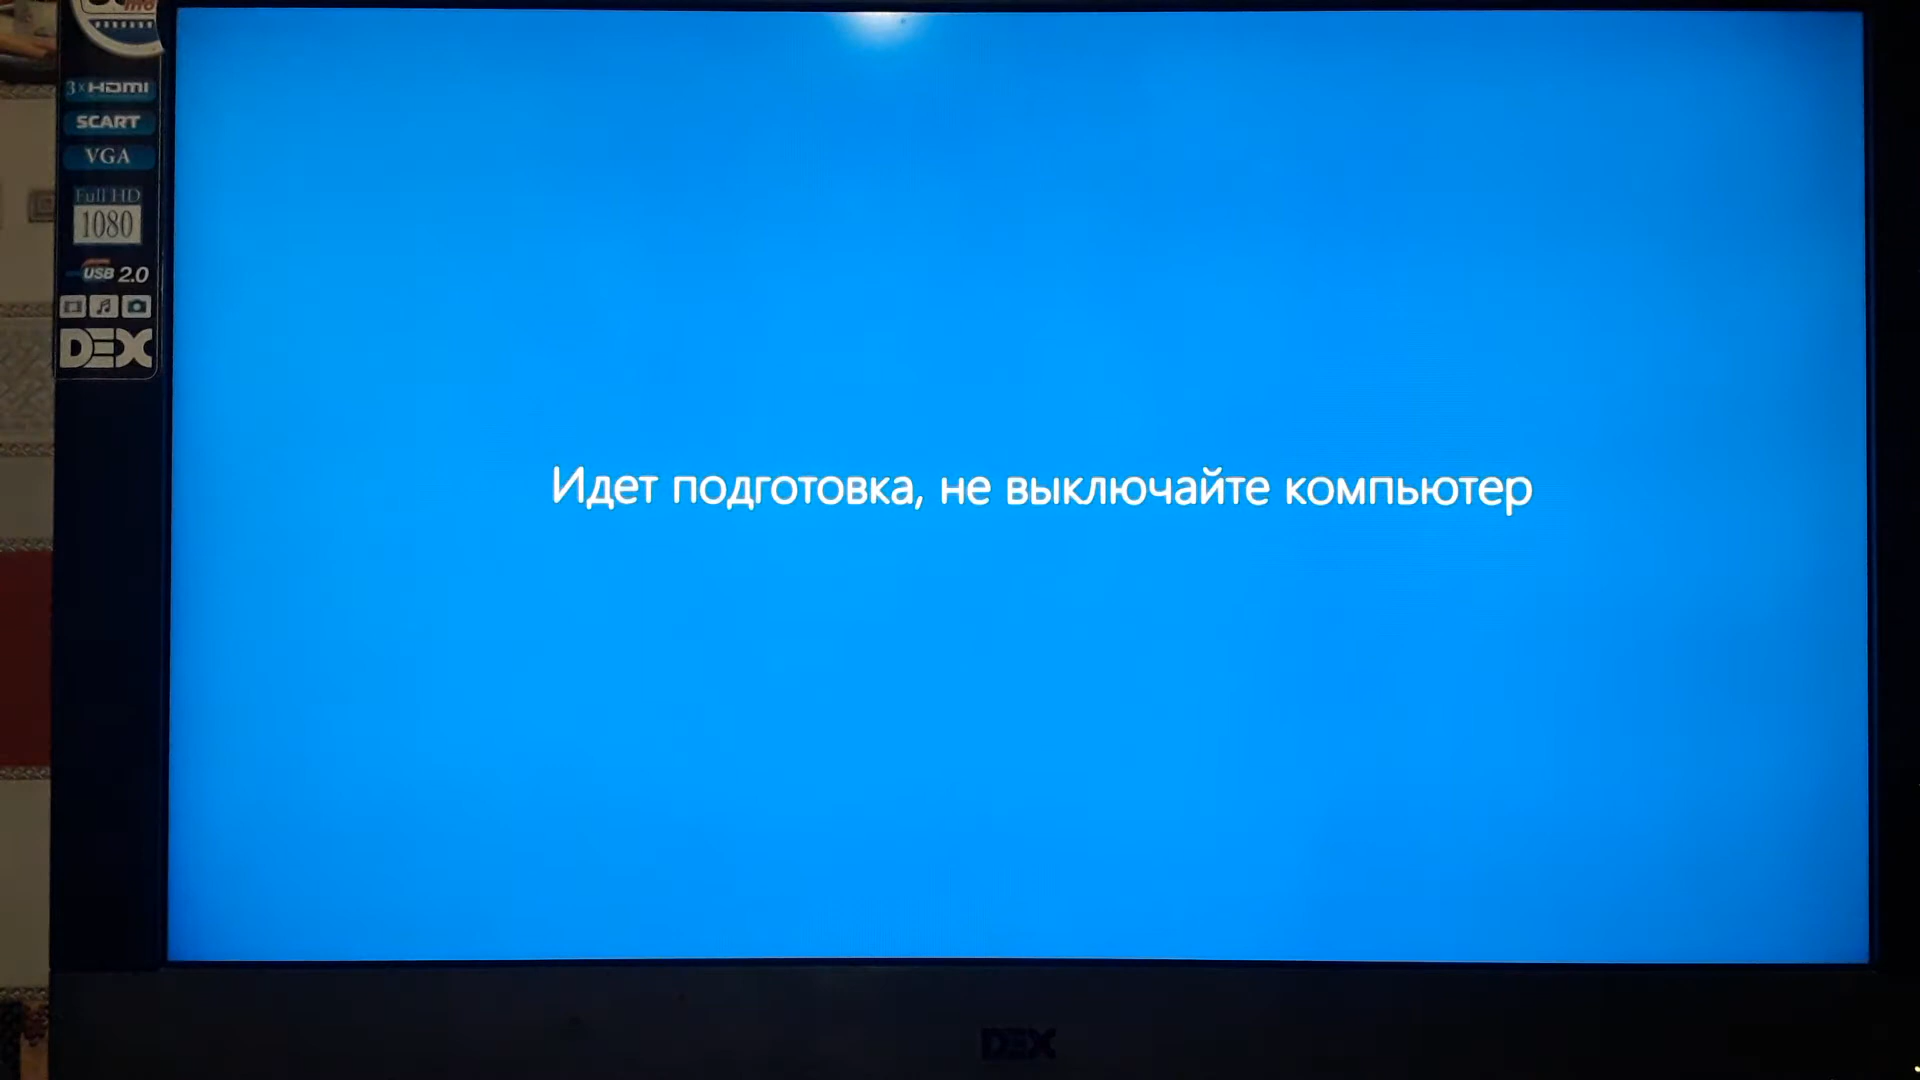 3xHDMI
SCART
VGA
Full HD
1080
USB 2.0
DEX
Идет подготовка, не выключайте компьютер
DEX